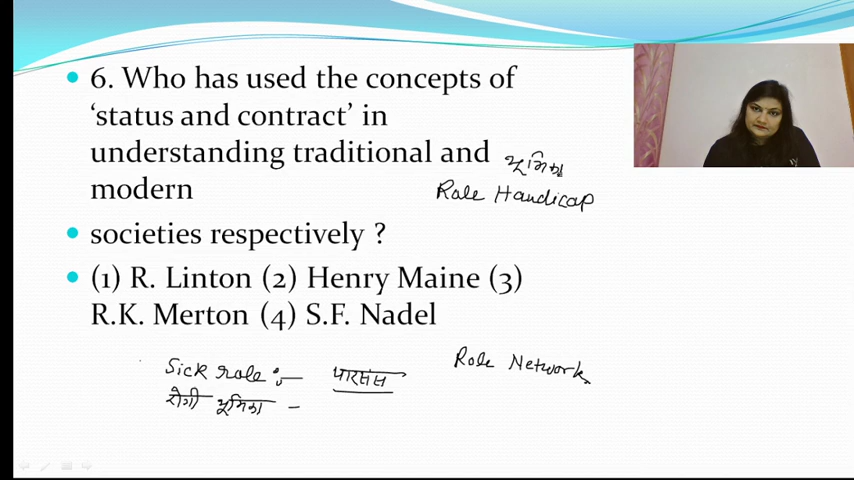 • 6. Who has used the concepts of
‘status and contract’ in
understanding traditional and
modern
भूमिका
Role Handicap
• societies respectively ?
• (1) R. Linton (2) Henry Maine (3)
R.K. Merton (4) S.F. Nadel
Sick role :- पारसंस
Role Network
रोगी भूमिका -